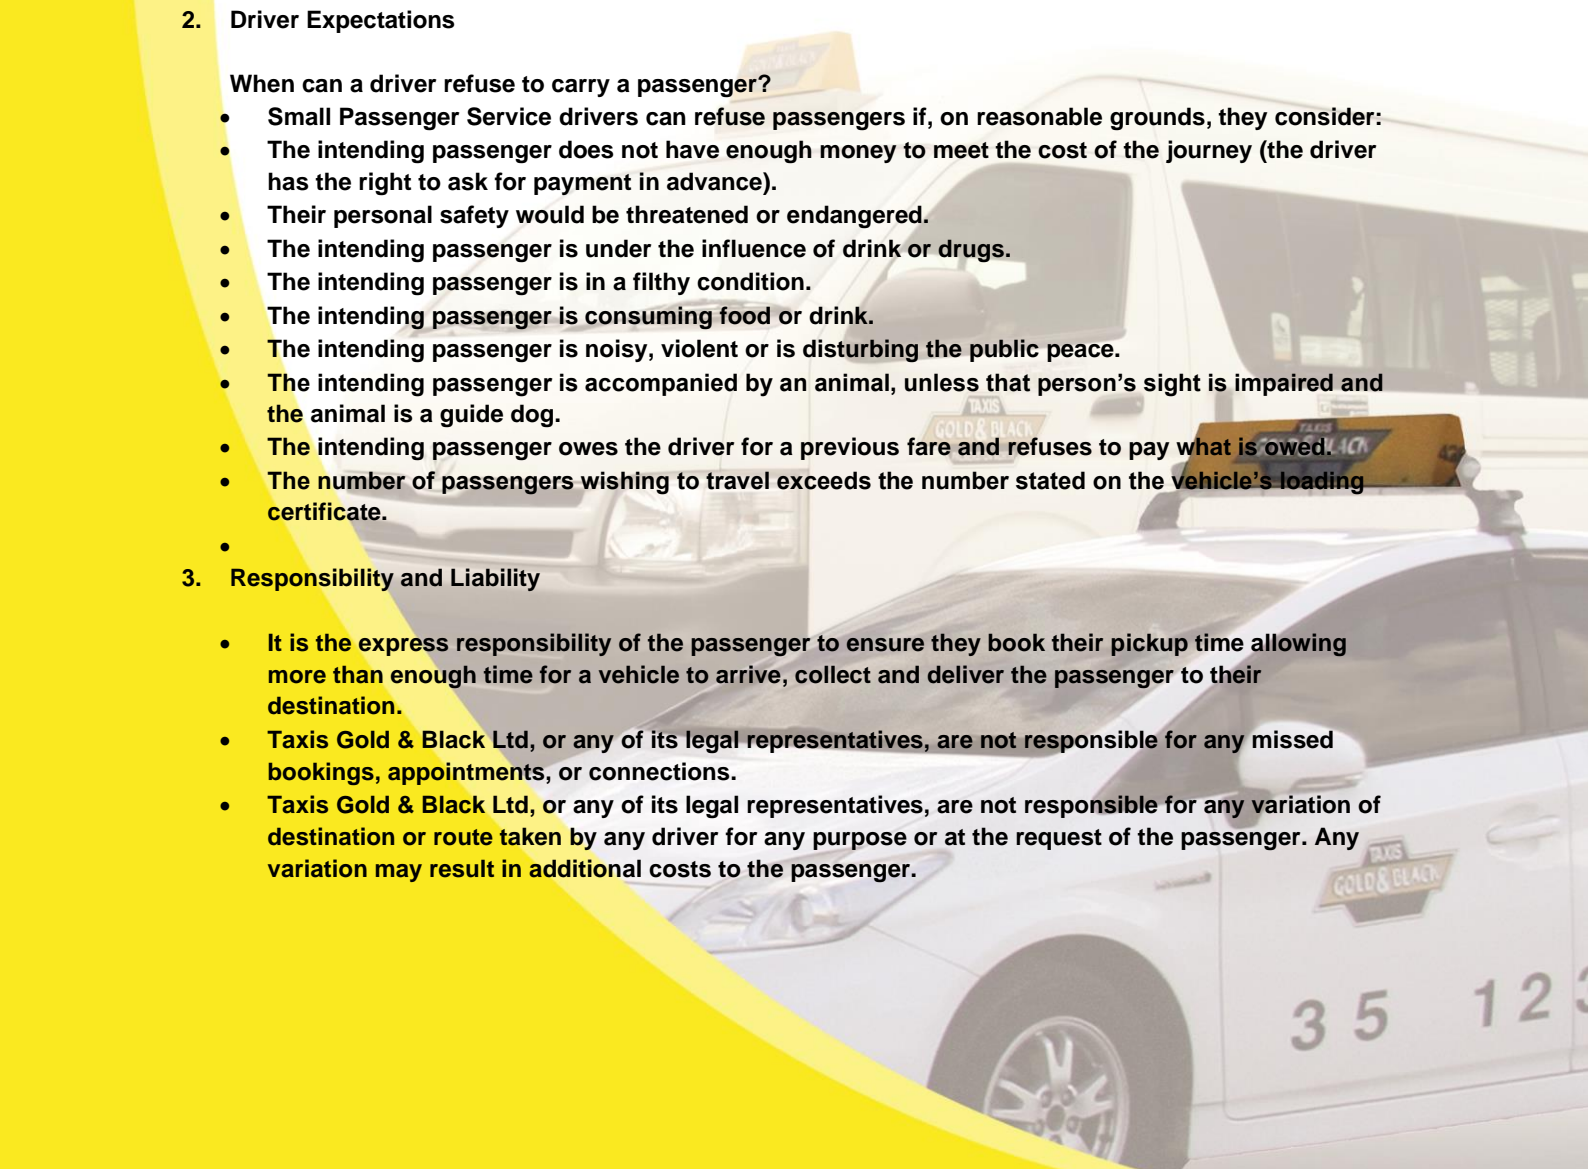 2. Driver Expectations
When can a driver refuse to carry a passenger?
• Small Passenger Service drivers can refuse passengers if, on reasonable grounds, they consider:
• The intending passenger does not have enough money to meet the cost of the journey (the driver
has the right to ask for payment in advance).
• Their personal safety would be threatened or endangered.
• The intending passenger is under the influence of drink or drugs.
• The intending passenger is in a filthy condition.
• The intending passenger is consuming food or drink.
• The intending passenger is noisy, violent or is disturbing the public peace.
• The intending passenger is accompanied by an animal, unless that person’s sight is impaired and
the animal is a guide dog.
• The intending passenger owes the driver for a previous fare and refuses to pay what is owed.
• The number of passengers wishing to travel exceeds the number stated on the vehicle’s loading
certificate.
•
3. Responsibility and Liability
• It is the express responsibility of the passenger to ensure they book their pickup time allowing
more than enough time for a vehicle to arrive, collect and deliver the passenger to their
destination.
• Taxis Gold & Black Ltd, or any of its legal representatives, are not responsible for any missed
bookings, appointments, or connections.
• Taxis Gold & Black Ltd, or any of its legal representatives, are not responsible for any variation of
destination or route taken by any driver for any purpose or at the request of the passenger. Any
variation may result in additional costs to the passenger.
TAXIS
GOLD & BLACK
TAXIS
GOLD & BLACK
TAXIS
GOLD & BLACK
35 12